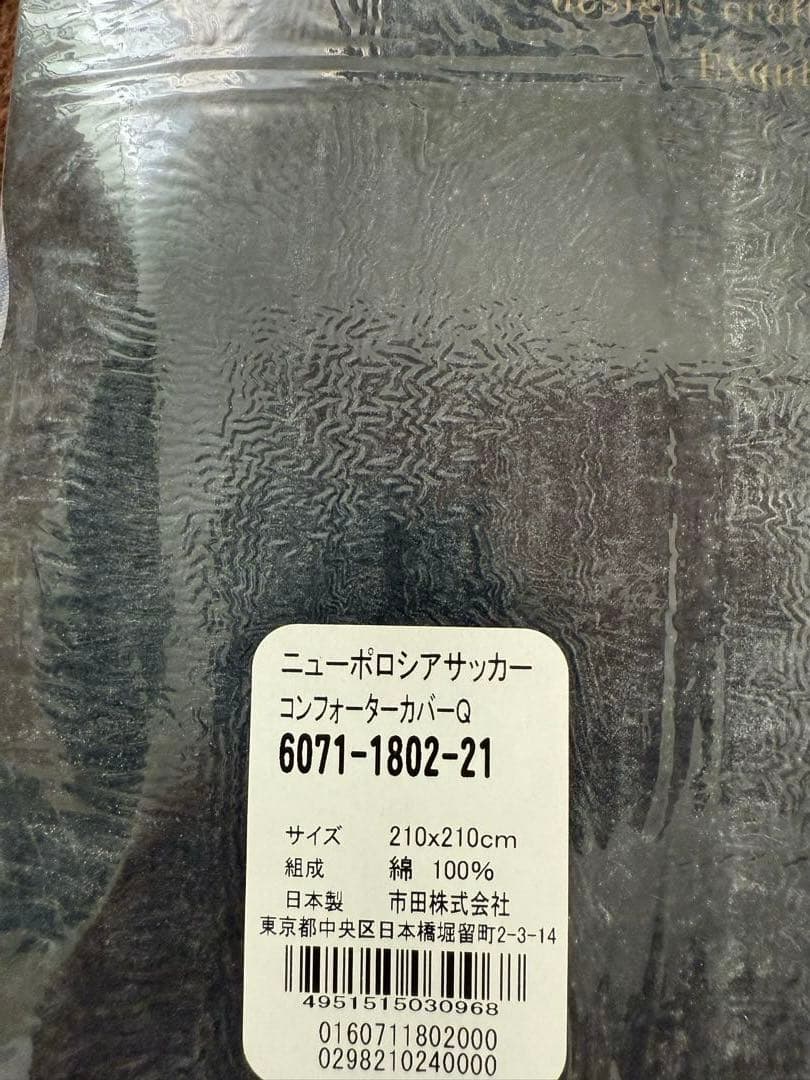 designs craf
Exqui
ニューポロシアサッカー
コンフォーターカバーQ
6071-1802-21
サイズ 210x210cm
組成 綿 100%
日本製 市田株式会社
東京都中央区日本橋堀留町2-3-14
4951515030968
0160711802000
0298210240000